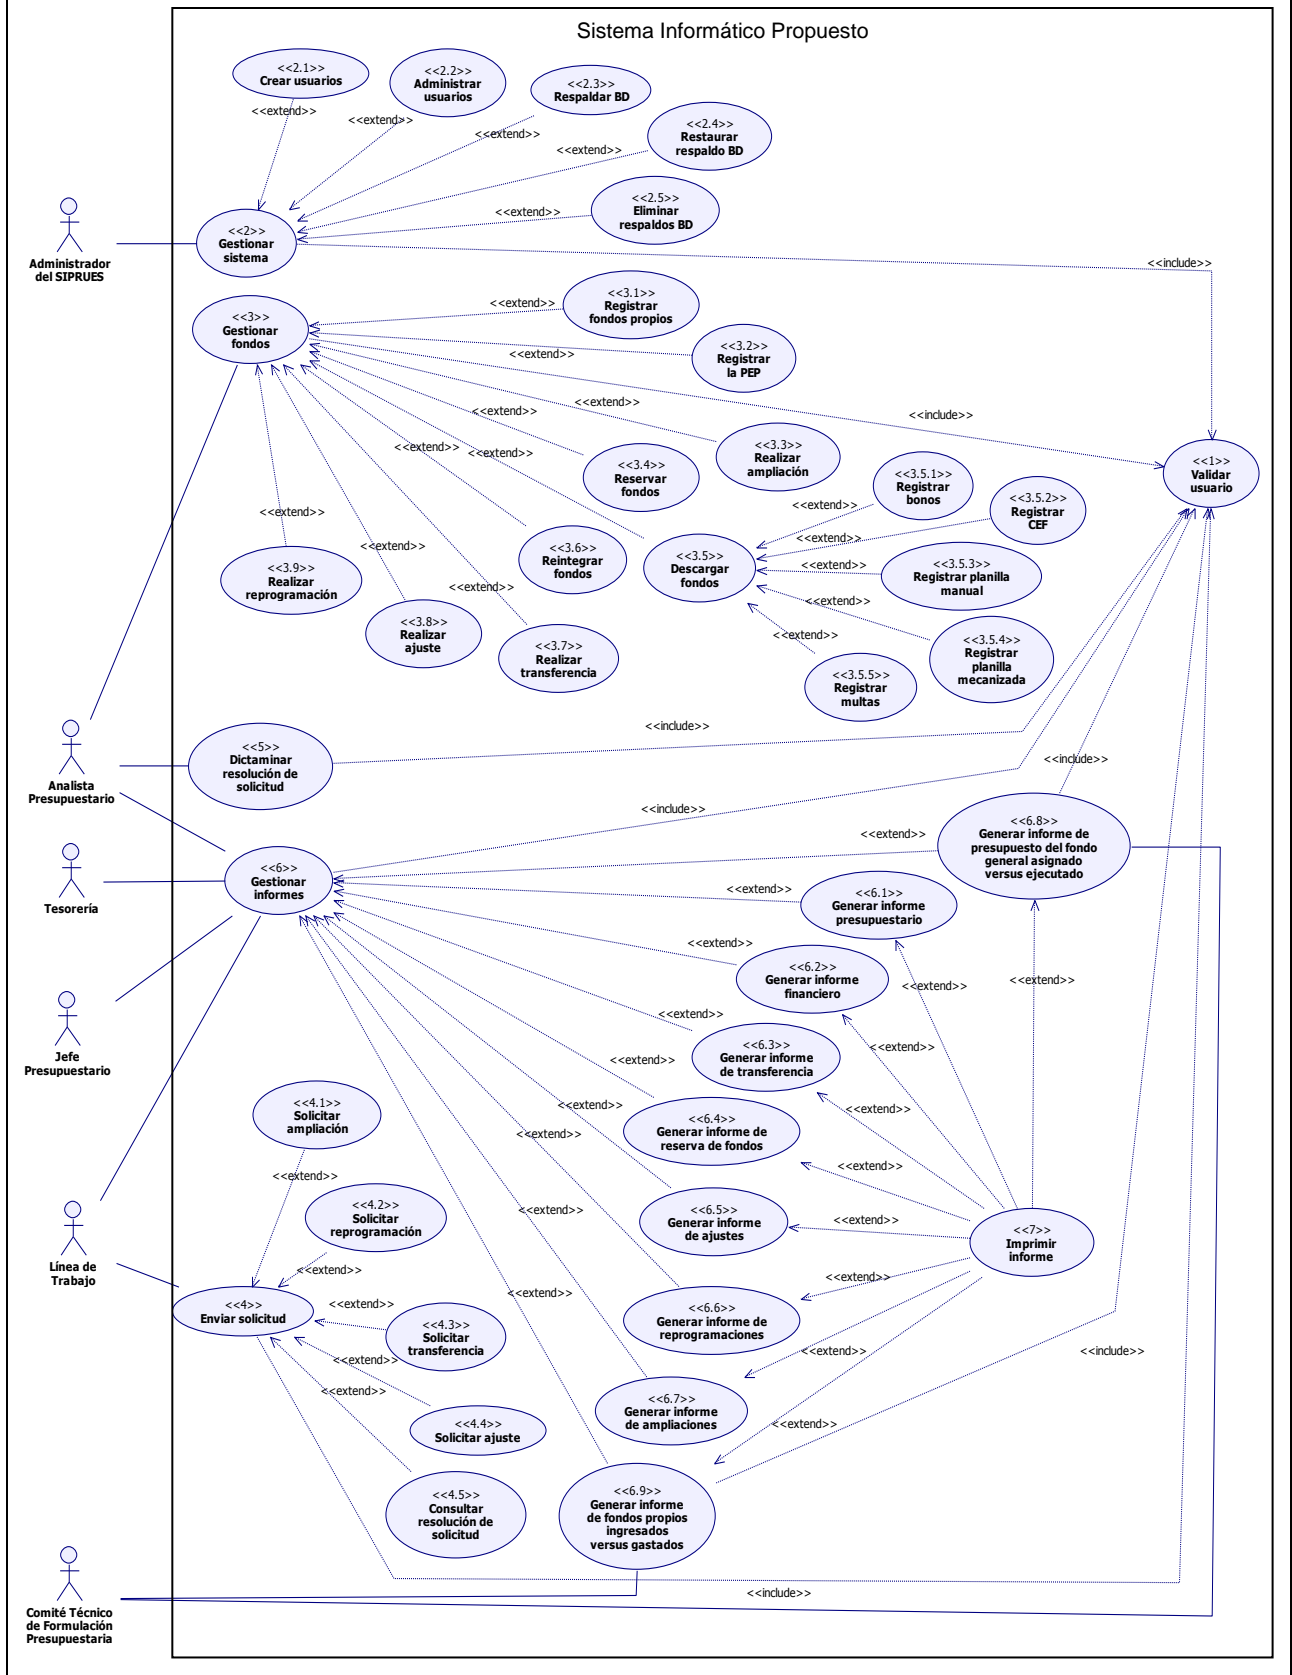 Sistema Informático Propuesto
<<2.1>>
Crear usuarios
<<2.2>>
Administrar
usuarios
<<2.3>>
Respaldar BD
<<extend>>
<<extend>>
<<extend>>
<<2.4>>
Restaurar
respaldo BD
<<extend>>
<<2.5>>
Eliminar
respaldos BD
<<extend>>
<<2>>
Gestionar
sistema
Administrador
del SIPRUES
<<include>>
<<3>>
Gestionar
fondos
<<3.1>>
Registrar
fondos propios
<<extend>>
<<3.2>>
Registrar
la PEP
<<extend>>
<<extend>>
<<include>>
<<3.3>>
Realizar
ampliación
<<extend>>
<<extend>>
<<extend>>
<<3.4>>
Reservar
fondos
<<1>>
Validar
usuario
<<3.5.1>>
Registrar
bonos
<<3.5.2>>
Registrar
CEF
<<extend>>
<<extend>>
<<extend>>
<<3.6>>
Reintegrar
fondos
<<3.5>>
Descargar
fondos
<<extend>>
<<3.5.3>>
Registrar planilla
manual
<<3.9>>
Realizar
reprogramación
<<extend>>
<<extend>>
<<extend>>
<<3.8>>
Realizar
ajuste
<<3.7>>
Realizar
transferencia
<<extend>>
<<3.5.4>>
Registrar
planilla
mecanizada
<<3.5.5>>
Registrar
multas
<<include>>
<<5>>
Dictaminar
resolución de
solicitud
Analista
Presupuestario
<<include>>
<<include>>
<<6.8>>
Generar informe de
presupuesto del fondo
general asignado
versus ejecutado
<<extend>>
<<6>>
Gestionar
informes
Tesorería
<<extend>>
<<6.1>>
Generar informe
presupuestario
<<extend>>
<<6.2>>
Generar informe
financiero
<<extend>>
<<extend>>
<<extend>>
<<extend>>
<<6.3>>
Generar informe
de transferencia
<<extend>>
Jefe
Presupuestario
<<4.1>>
Solicitar
ampliación
<<extend>>
<<extend>>
<<6.4>>
Generar informe de
reserva de fondos
<<extend>>
<<extend>>
<<extend>>
<<4.2>>
Solicitar
reprogramación
<<extend>>
<<6.5>>
Generar informe
de ajustes
<<extend>>
<<7>>
Imprimir
informe
Línea de
Trabajo
<<extend>>
<<extend>>
<<extend>>
<<4>>
Enviar solicitud
<<extend>>
<<4.3>>
Solicitar
transferencia
<<6.6>>
Generar informe de
reprogramaciones
<<extend>>
<<extend>>
<<include>>
<<extend>>
<<6.7>>
Generar informe
de ampliaciones
<<extend>>
<<4.4>>
Solicitar ajuste
<<4.5>>
Consultar
resolución de
solicitud
<<6.9>>
Generar informe
de fondos propios
ingresados
versus gastados
<<include>>
Comité Técnico
de Formulación
Presupuestaria